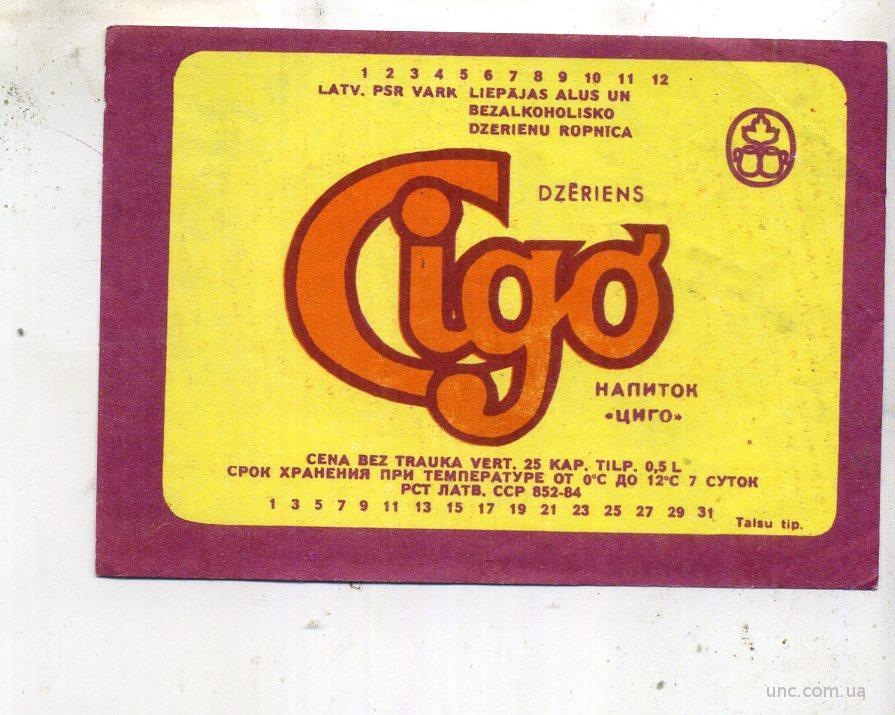 1 2 3 4 5 6 7 8 9 10 11 12
LATV. PSR VARK LIEPĀJAS ALUS UN
BEZALKOHOLISKO
DZERIENU ROPNĪCA
DZĒRIENS
Cigo
НАПИТОК
«ЦИГО»
CENA BEZ TRAUKA VERT. 25 KAP. TILP. 0,5 L
СРОК ХРАНЕНИЯ ПРИ ТЕМПЕРАТУРЕ ОТ 0°С ДО 12°С 7 СУТОК
РСТ ЛАТВ. ССР 852-84
1 3 5 7 9 11 13 15 17 19 21 23 25 27 29 31
Talsu tip.
unc.com.ua